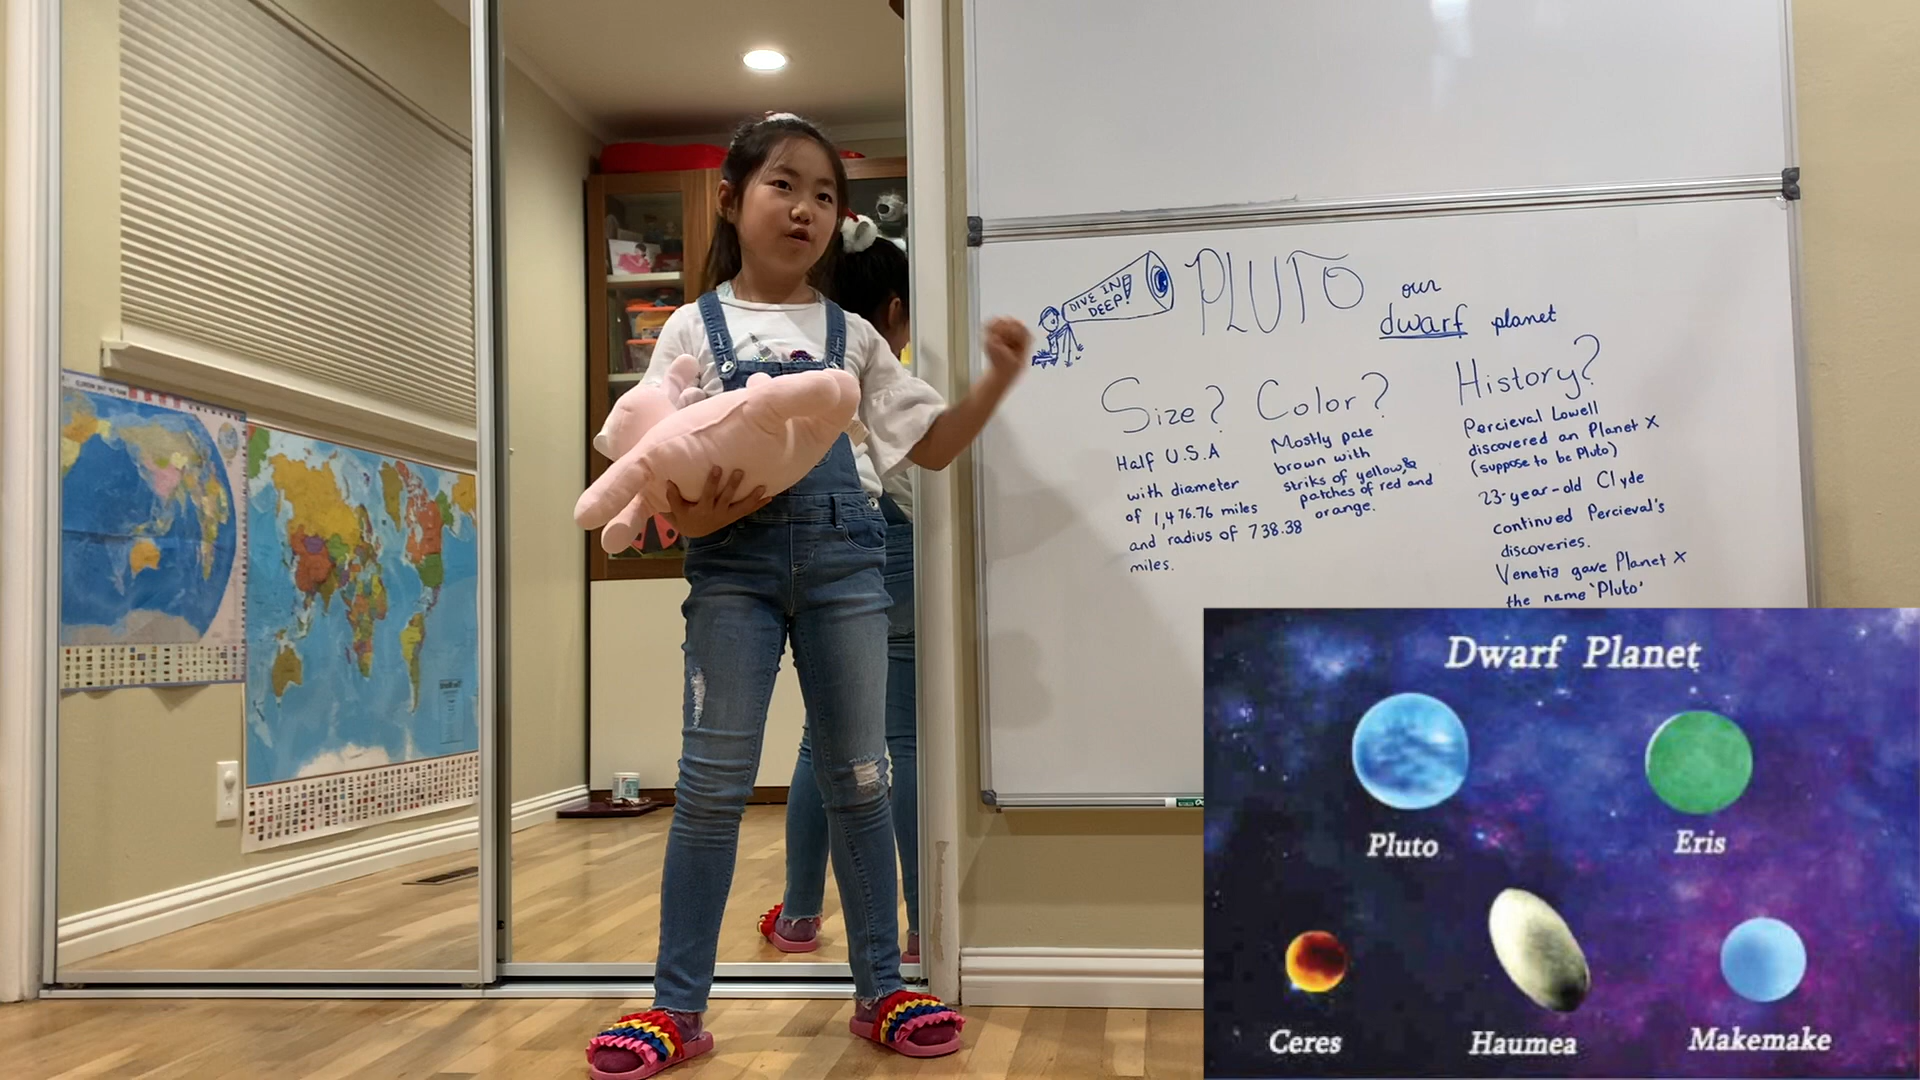 DIVE IN
DEEP!
PLUTO
our
dwarf planet
Size?
Half U.S.A
with diameter
of 1,476.76 miles
and radius of 738.38
miles.
Color?
Mostly pale
brown with
striks of yellow,&
patches of red and
orange.
History?
Percieval Lowell
discovered an Planet X
(suppose to be Pluto)
23-year-old Clyde
continued Percieval's
discoveries.
Venetia gave Planet X
the name 'Pluto'
Dwarf Planet
Pluto
Eris
Ceres
Haumea
Makemake